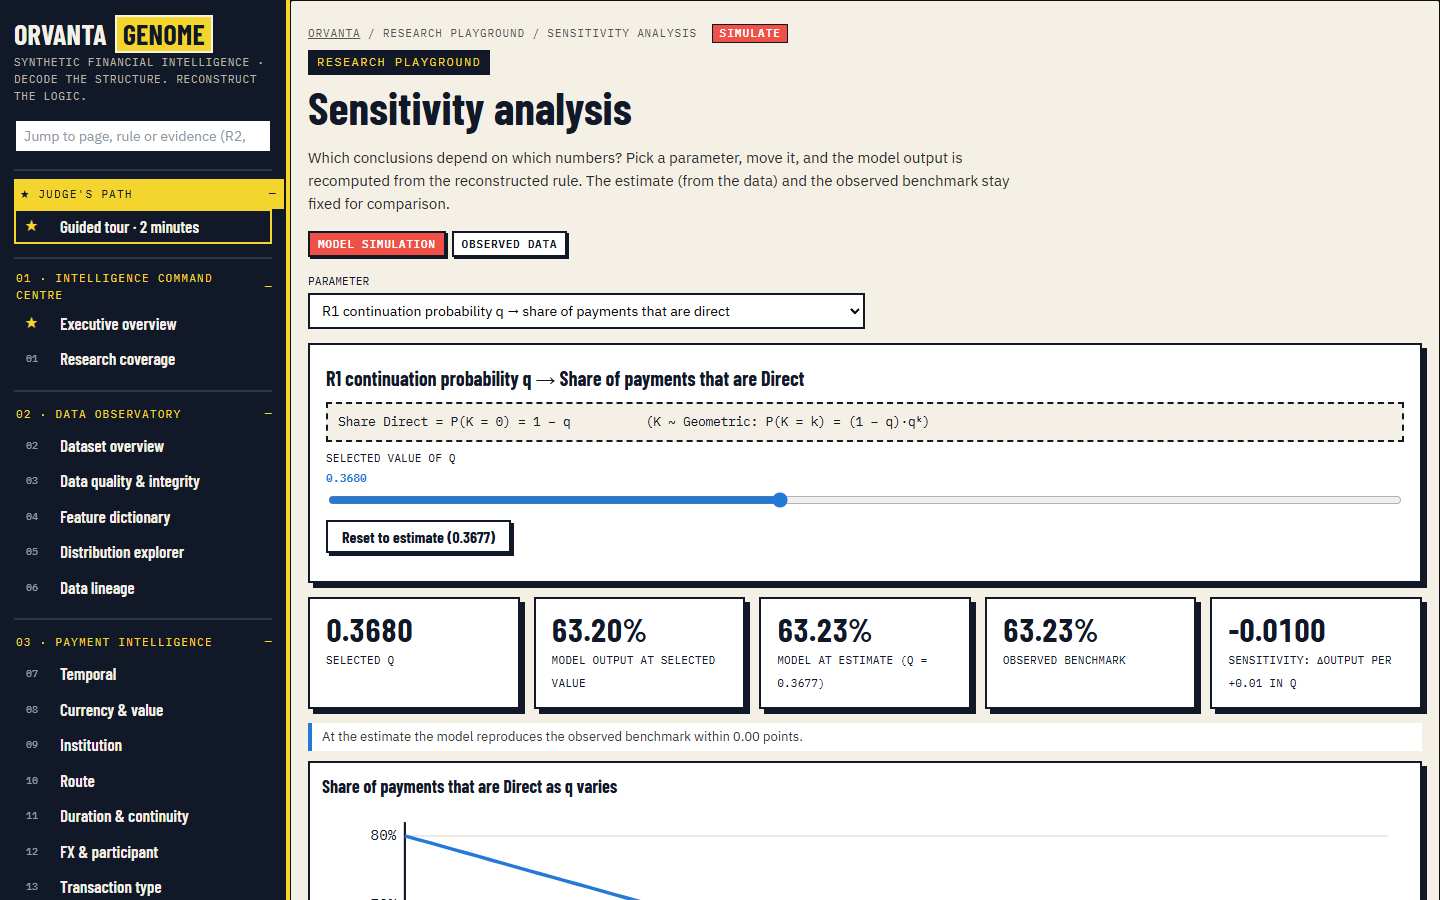 ORVANTA GENOME
SYNTHETIC FINANCIAL INTELLIGENCE ·
DECODE THE STRUCTURE. RECONSTRUCT
THE LOGIC.
Jump to page, rule or evidence (R2,
★ JUDGE'S PATH –
★ Guided tour · 2 minutes
01 · INTELLIGENCE COMMAND
CENTRE –
★ Executive overview
01 Research coverage
02 · DATA OBSERVATORY –
02 Dataset overview
03 Data quality & integrity
04 Feature dictionary
05 Distribution explorer
06 Data lineage
03 · PAYMENT INTELLIGENCE –
07 Temporal
08 Currency & value
09 Institution
10 Route
11 Duration & continuity
12 FX & participant
13 Transaction type
ORVANTA / RESEARCH PLAYGROUND / SENSITIVITY ANALYSIS SIMULATE
RESEARCH PLAYGROUND
Sensitivity analysis
Which conclusions depend on which numbers? Pick a parameter, move it, and the model output is
recomputed from the reconstructed rule. The estimate (from the data) and the observed benchmark stay
fixed for comparison.
MODEL SIMULATION OBSERVED DATA
PARAMETER
R1 continuation probability q → share of payments that are direct
R1 continuation probability q → Share of payments that are Direct
Share Direct = P(K = 0) = 1 − q (K ~ Geometric: P(K = k) = (1 − q)·qᵏ)
SELECTED VALUE OF Q
0.3680
Reset to estimate (0.3677)
0.3680
SELECTED Q
63.20%
MODEL OUTPUT AT SELECTED
VALUE
63.23%
MODEL AT ESTIMATE (Q =
0.3677)
63.23%
OBSERVED BENCHMARK
-0.0100
SENSITIVITY: ΔOUTPUT PER
+0.01 IN Q
At the estimate the model reproduces the observed benchmark within 0.00 points.
Share of payments that are Direct as q varies
80%